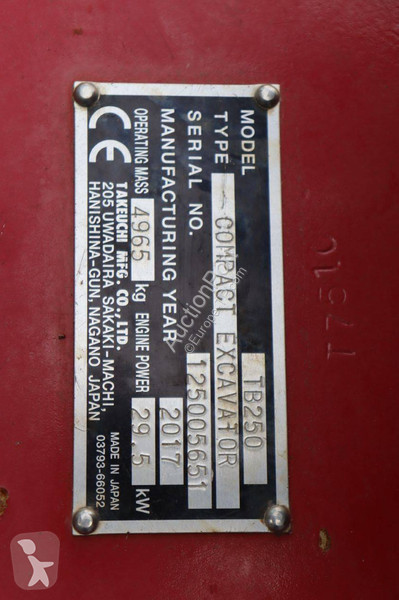 MODEL TB250
TYPE COMPACT EXCAVATOR
SERIAL NO. 125005651
MANUFACTURING YEAR 2017
OPERATING MASS 4965 kg ENGINE POWER 29.5 kW
CE
TAKEUCHI MFG. CO.,LTD.
205 UWADAIRA SAKAKI-MACHI,
HANISHINA-GUN, NAGANO JAPAN
MADE IN JAPAN
03793-66052